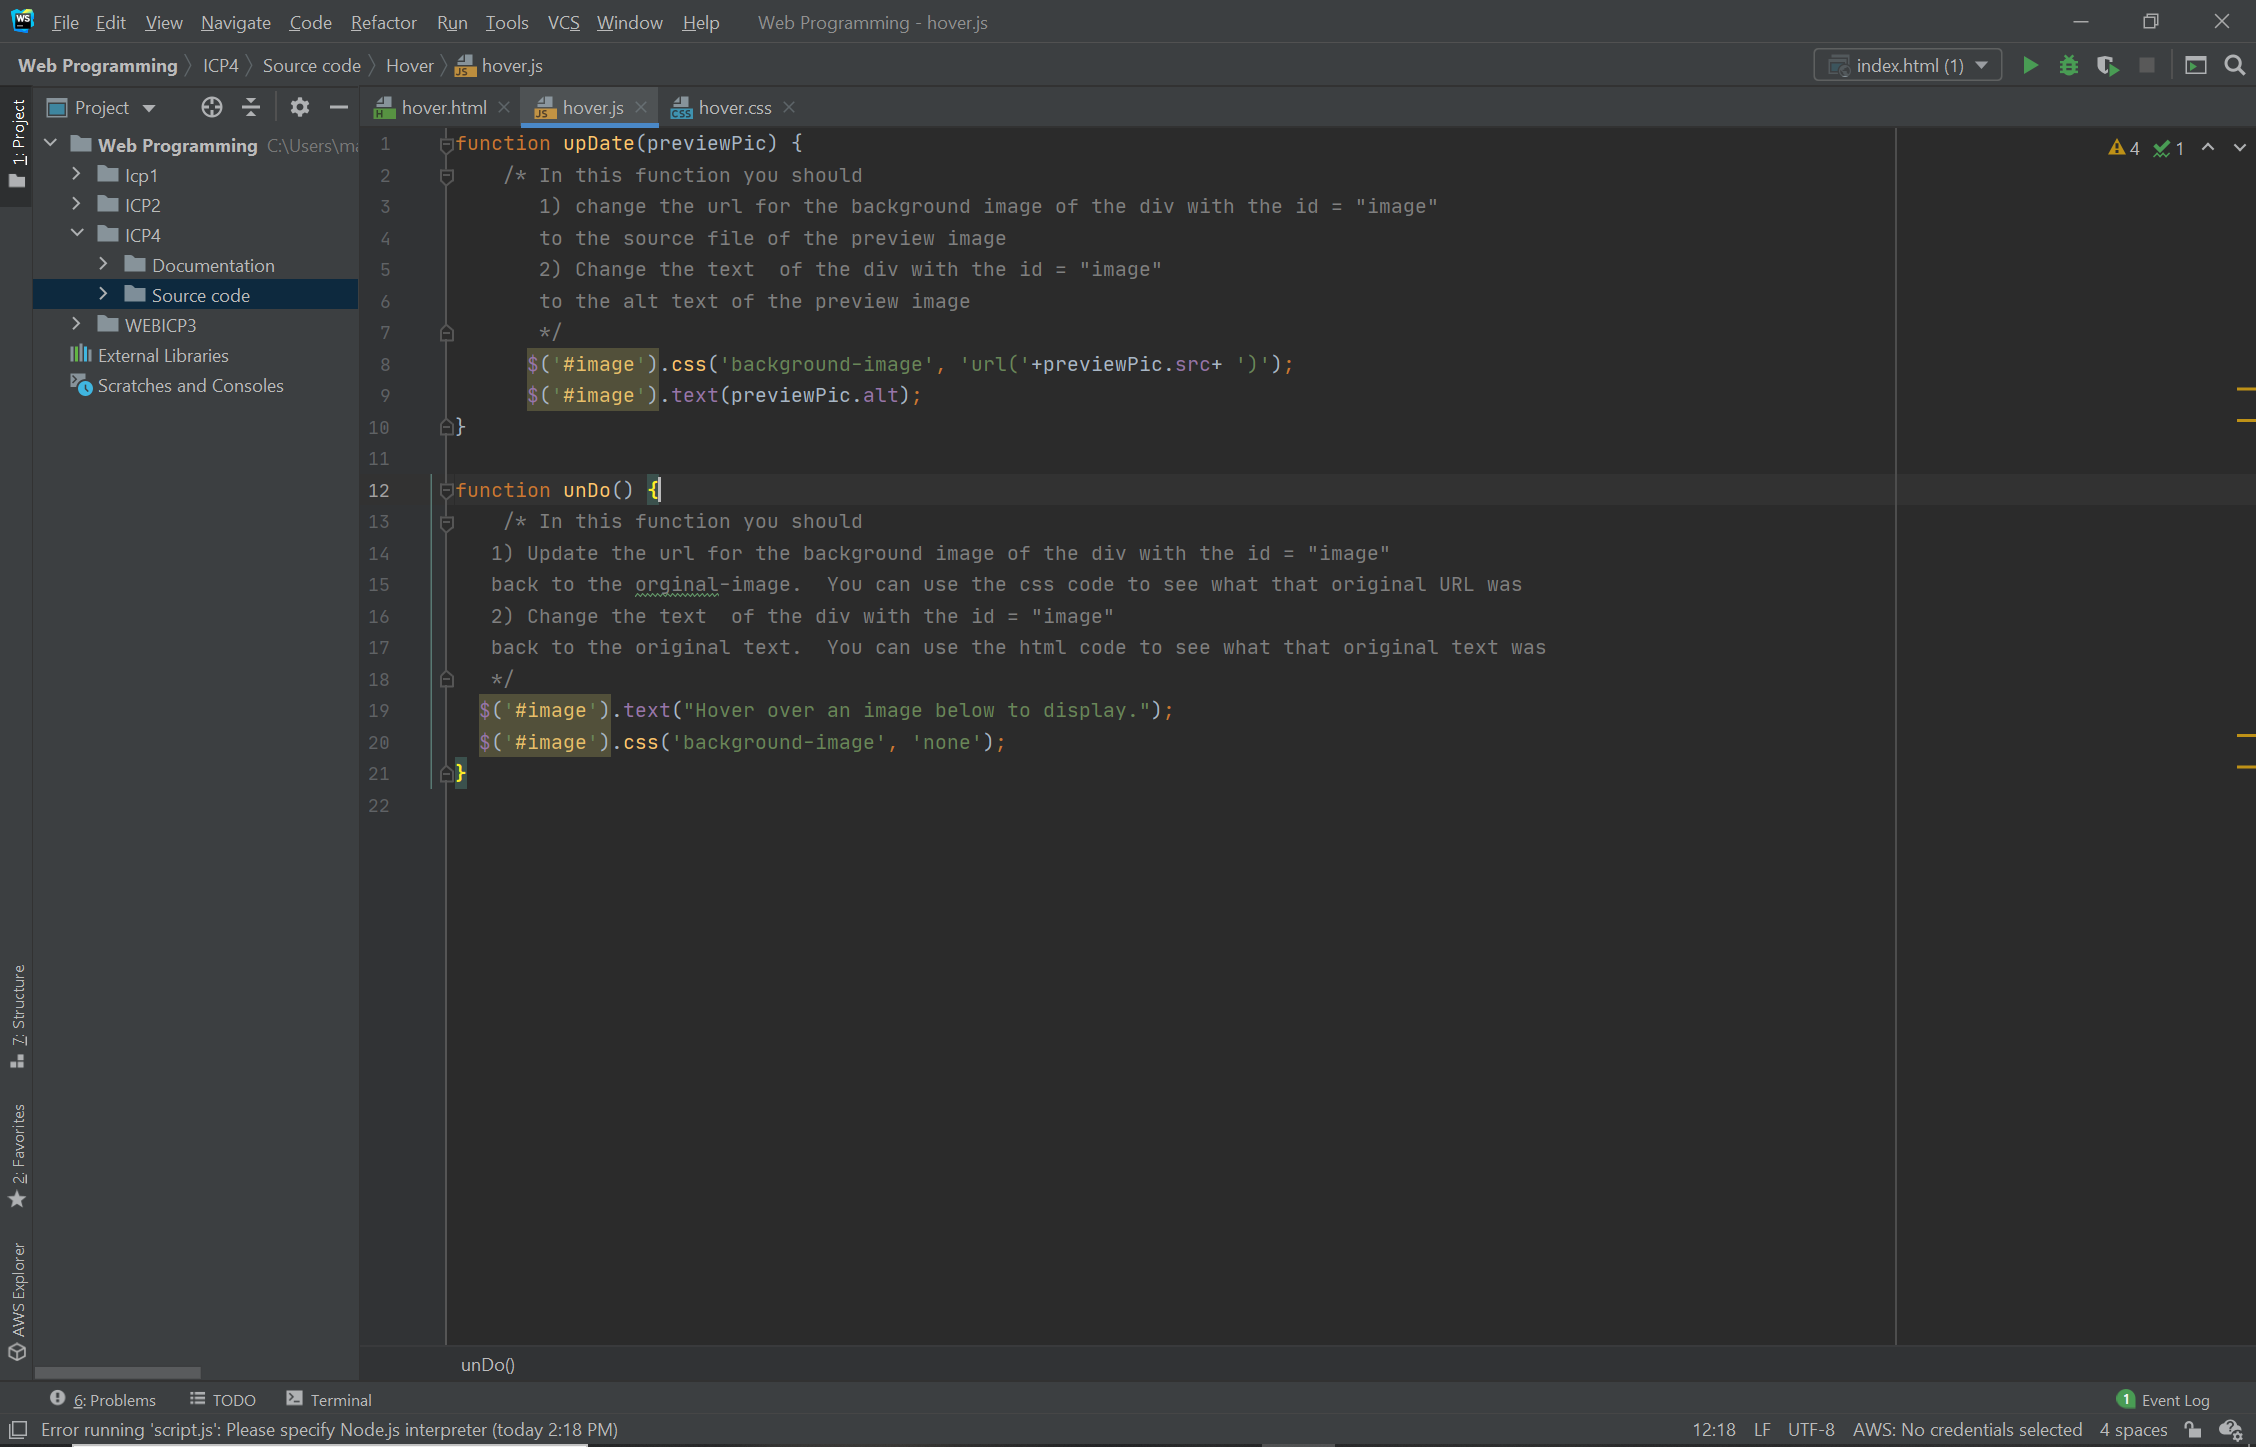 WS File Edit View Navigate Code Refactor Run Tools VCS Window Help Web Programming - hover.js
Web Programming ICP4 Source code Hover JS hover.js index.html (1)
1: Project
Project
H hover.html JS hover.js CSS hover.css
Web Programming C:\Users\ma
Icp1
ICP2
ICP4
Documentation
Source code
WEBICP3
External Libraries
Scratches and Consoles
4 1
1 function upDate(previewPic) {
2 /* In this function you should
3 1) change the url for the background image of the div with the id = "image"
4 to the source file of the preview image
5 2) Change the text  of the div with the id = "image"
6 to the alt text of the preview image
7 */
8 $('#image').css('background-image', 'url('+previewPic.src+ ')');
9 $('#image').text(previewPic.alt);
10 }
11
12 function unDo() {
13 /* In this function you should
14 1) Update the url for the background image of the div with the id = "image"
15 back to the orginal-image.  You can use the css code to see what that original URL was
16 2) Change the text  of the div with the id = "image"
17 back to the original text.  You can use the html code to see what that original text was
18 */
19 $('#image').text("Hover over an image below to display.");
20 $('#image').css('background-image', 'none');
21 }
22
7: Structure
2: Favorites
AWS Explorer
unDo()
6: Problems TODO Terminal 1 Event Log
Error running 'script.js': Please specify Node.js interpreter (today 2:18 PM) 12:18 LF UTF-8 AWS: No credentials selected 4 spaces